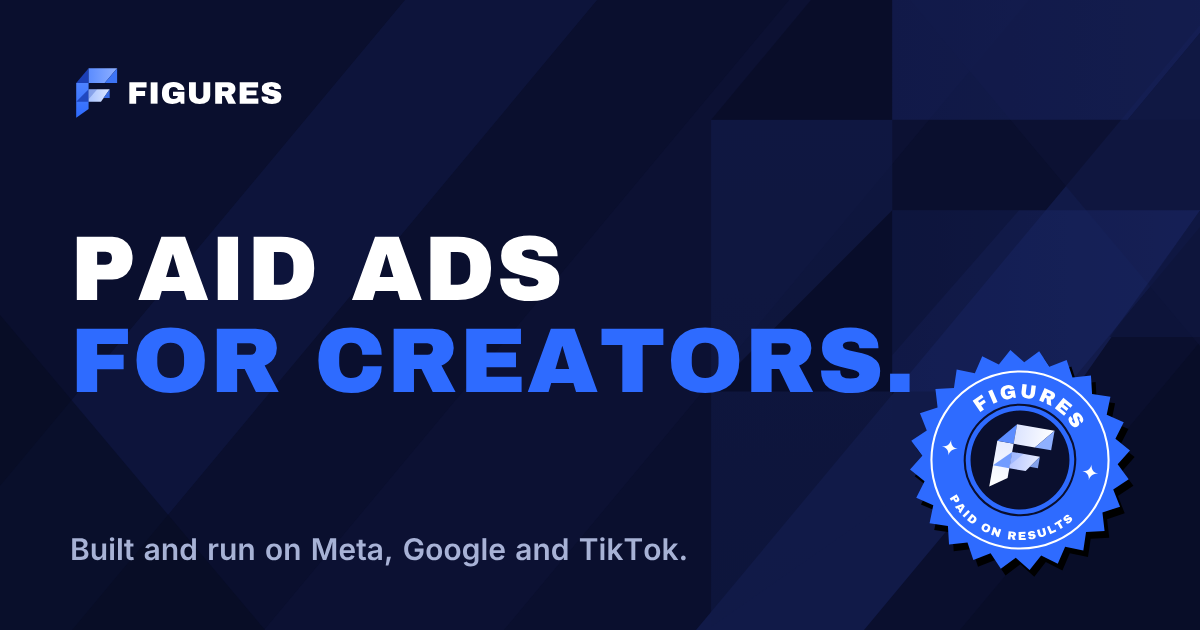 FIGURES
PAID ADS
FOR CREATORS.
FIGURES
PAID ON RESULTS
Built and run on Meta, Google and TikTok.